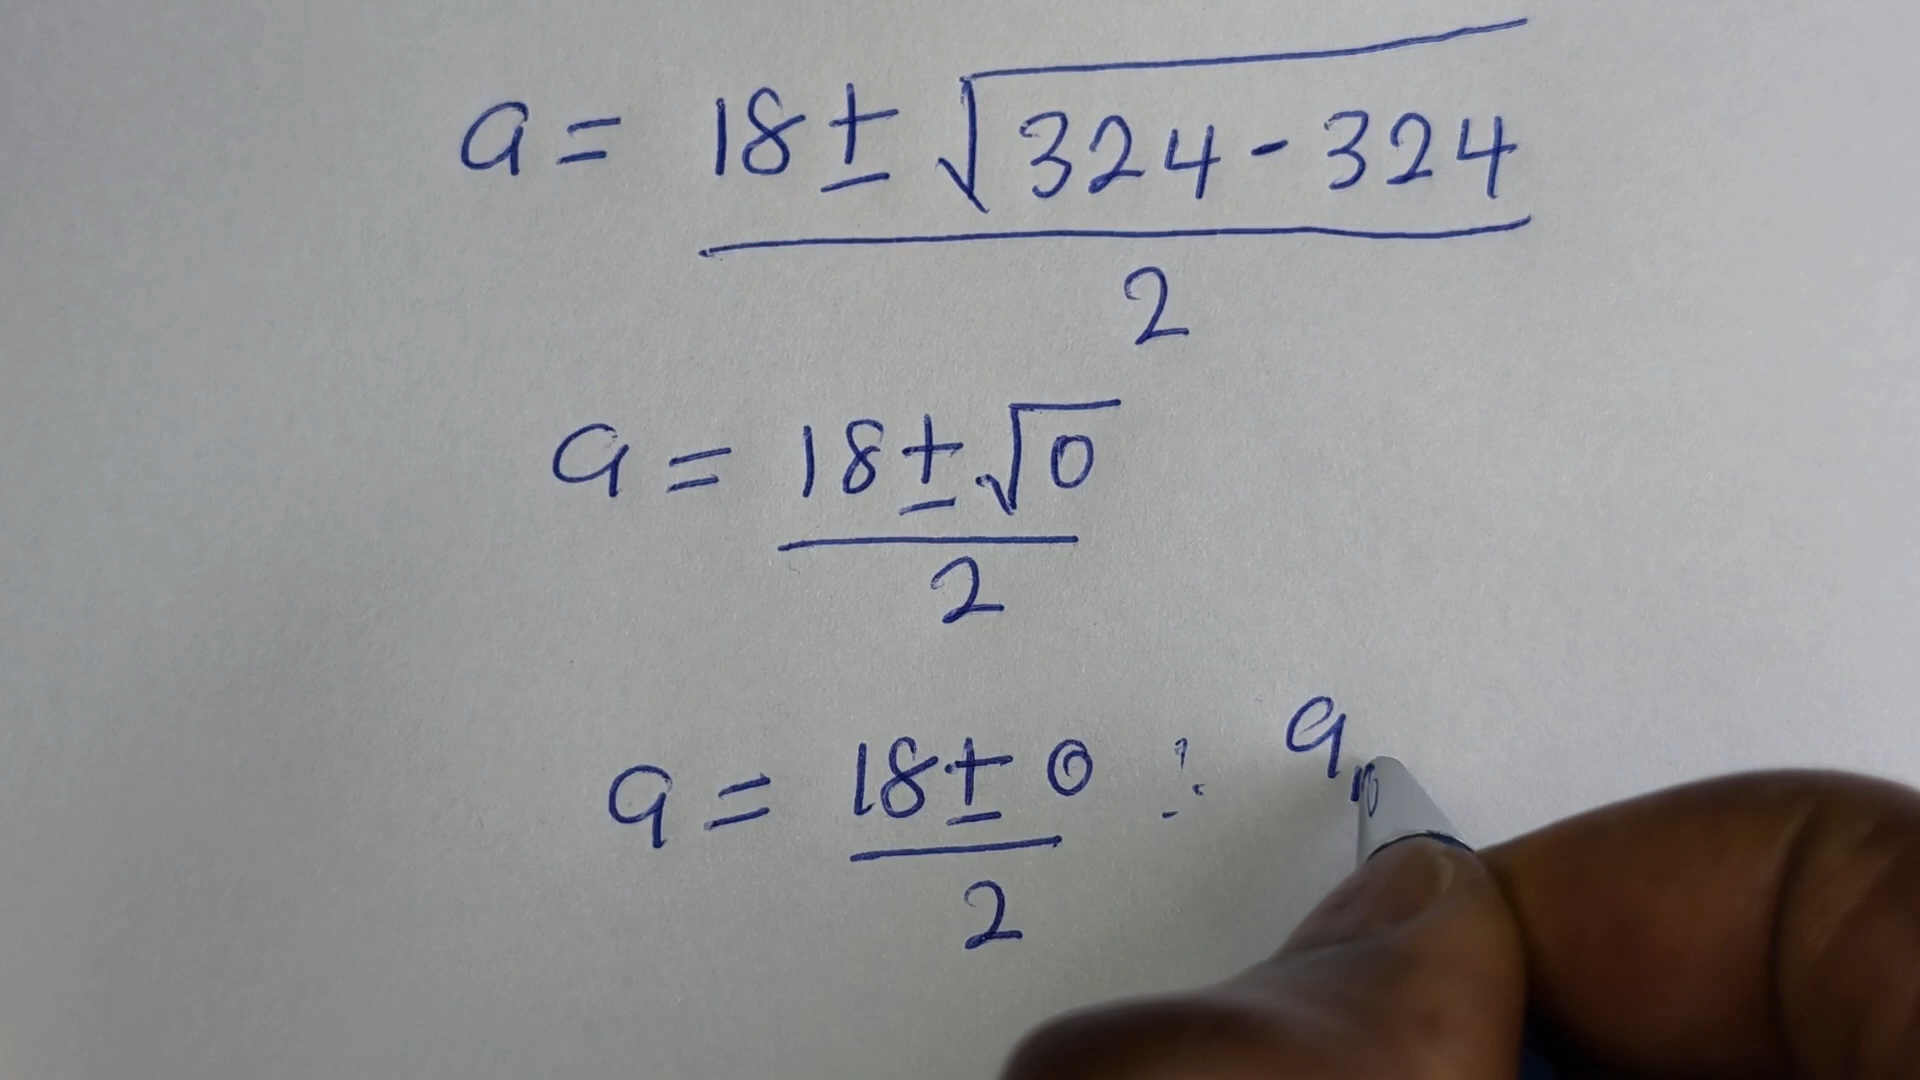 a = 18 ± √324 - 324
2
a = 18 ± √0
2
a = 18 ± 0 ∴ a
2